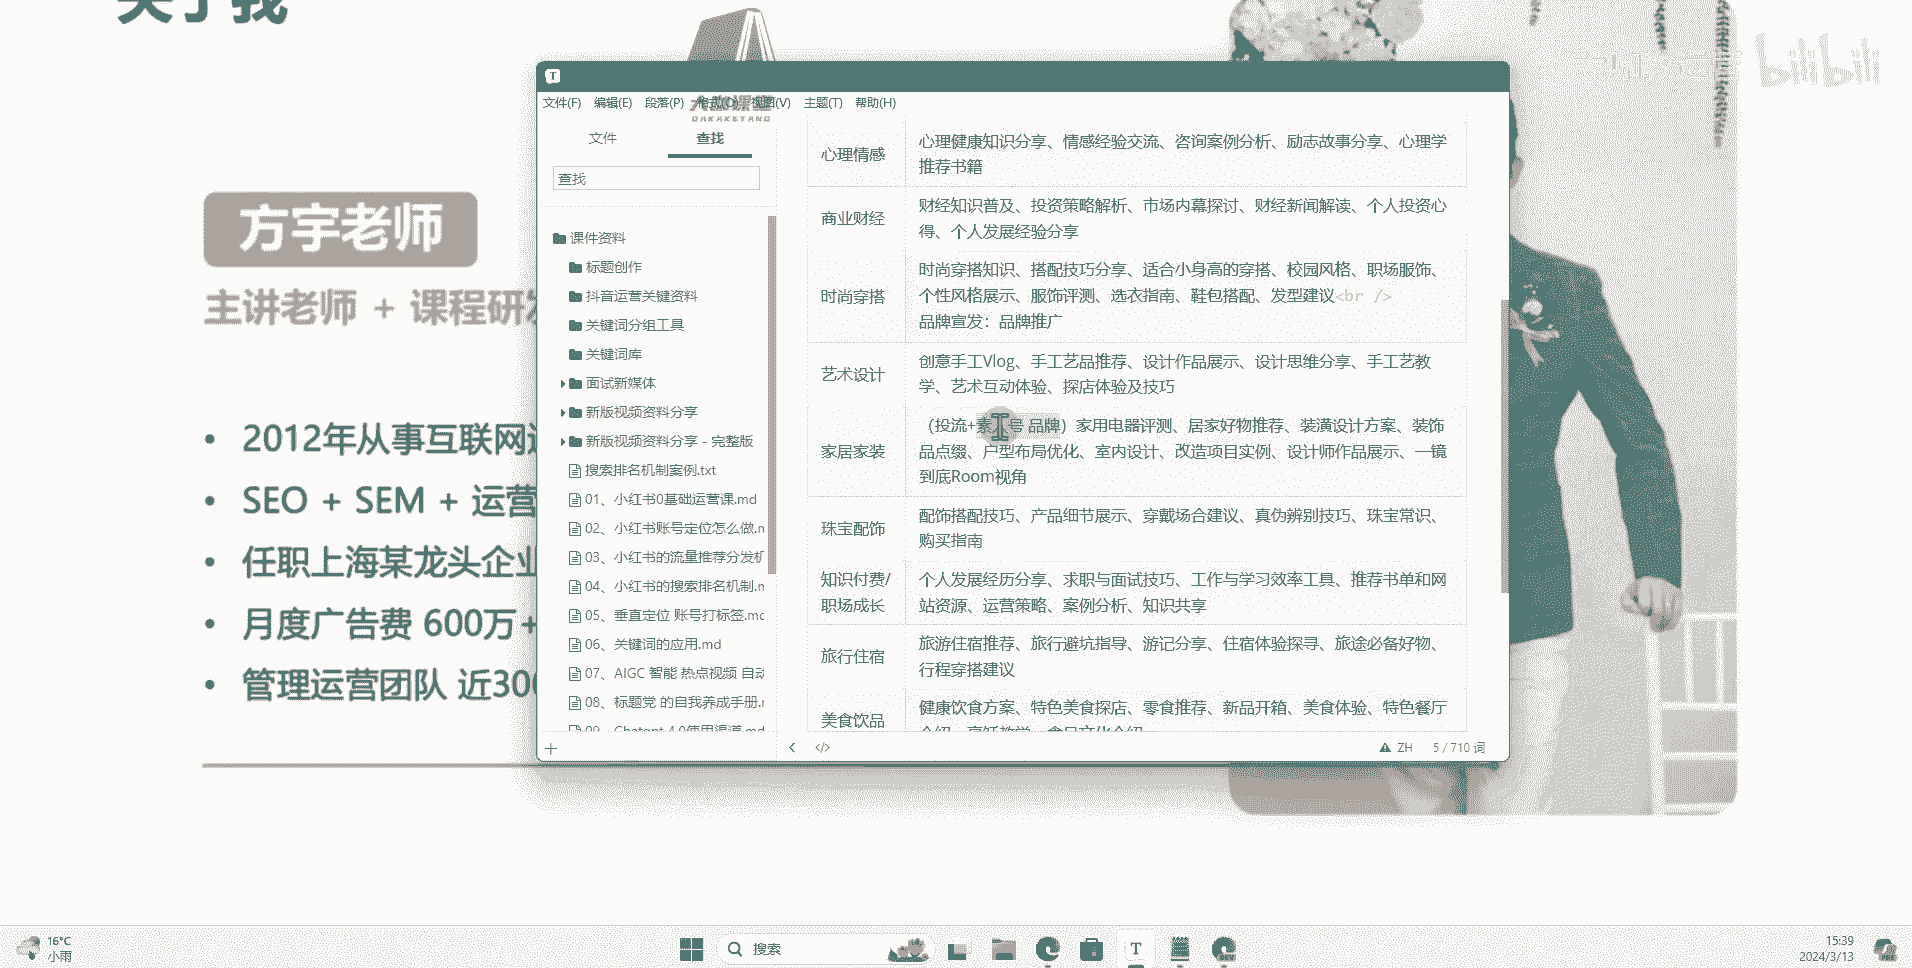 关于我
bilibili
方宇老师
主讲老师 + 课程研发
2012年从事互联网
SEO + SEM + 运营
任职上海某龙头企业
月度广告费 600万+
管理运营团队 近300
T
文件(F) 编辑(E) 段落(P) 格式(O) 视图(V) 主题(T) 帮助(H)
大咖课堂
DAKAKETANG
文件 查找
查找
课件资料
标题创作
抖音运营关键资料
关键词分组工具
关键词库
面试新媒体
新版视频资料分享
新版视频资料分享 - 完整版
搜索排名机制案例.txt
01、小红书0基础运营课.md
02、小红书账号定位怎么做.m
03、小红书的流量推荐分发机
04、小红书的搜索排名机制.m
05、垂直定位 账号打标签.md
06、关键词的应用.md
07、AIGC 智能 热点视频 自动
08、标题党 的自我养成手册.m
09、Chatgpt 4.0使用渠道.md
心理情感
心理健康知识分享、情感经验交流、咨询案例分析、励志故事分享、心理学
推荐书籍
商业财经
财经知识普及、投资策略解析、市场内幕探讨、财经新闻解读、个人投资心
得、个人发展经验分享
时尚穿搭
时尚穿搭知识、搭配技巧分享、适合小身高的穿搭、校园风格、职场服饰、
个性风格展示、服饰评测、选衣指南、鞋包搭配、发型建议<br />
品牌宣发：品牌推广
艺术设计
创意手工Vlog、手工艺品推荐、设计作品展示、设计思维分享、手工艺教
学、艺术互动体验、探店体验及技巧
家居家装
（投流+素 号 品牌）家用电器评测、居家好物推荐、装潢设计方案、装饰
品点缀、户型布局优化、室内设计、改造项目实例、设计师作品展示、一镜
到底Room视角
珠宝配饰
配饰搭配技巧、产品细节展示、穿戴场合建议、真伪辨别技巧、珠宝常识、
购买指南
知识付费/
职场成长
个人发展经历分享、求职与面试技巧、工作与学习效率工具、推荐书单和网
站资源、运营策略、案例分析、知识共享
旅行住宿
旅游住宿推荐、旅行避坑指导、游记分享、住宿体验探寻、旅途必备好物、
行程穿搭建议
美食饮品
健康饮食方案、特色美食探店、零食推荐、新品开箱、美食体验、特色餐厅
介绍、烹饪教学、食品文化介绍
ZH 5 / 710 词
16°C
小雨
搜索
15:39
2024/3/13